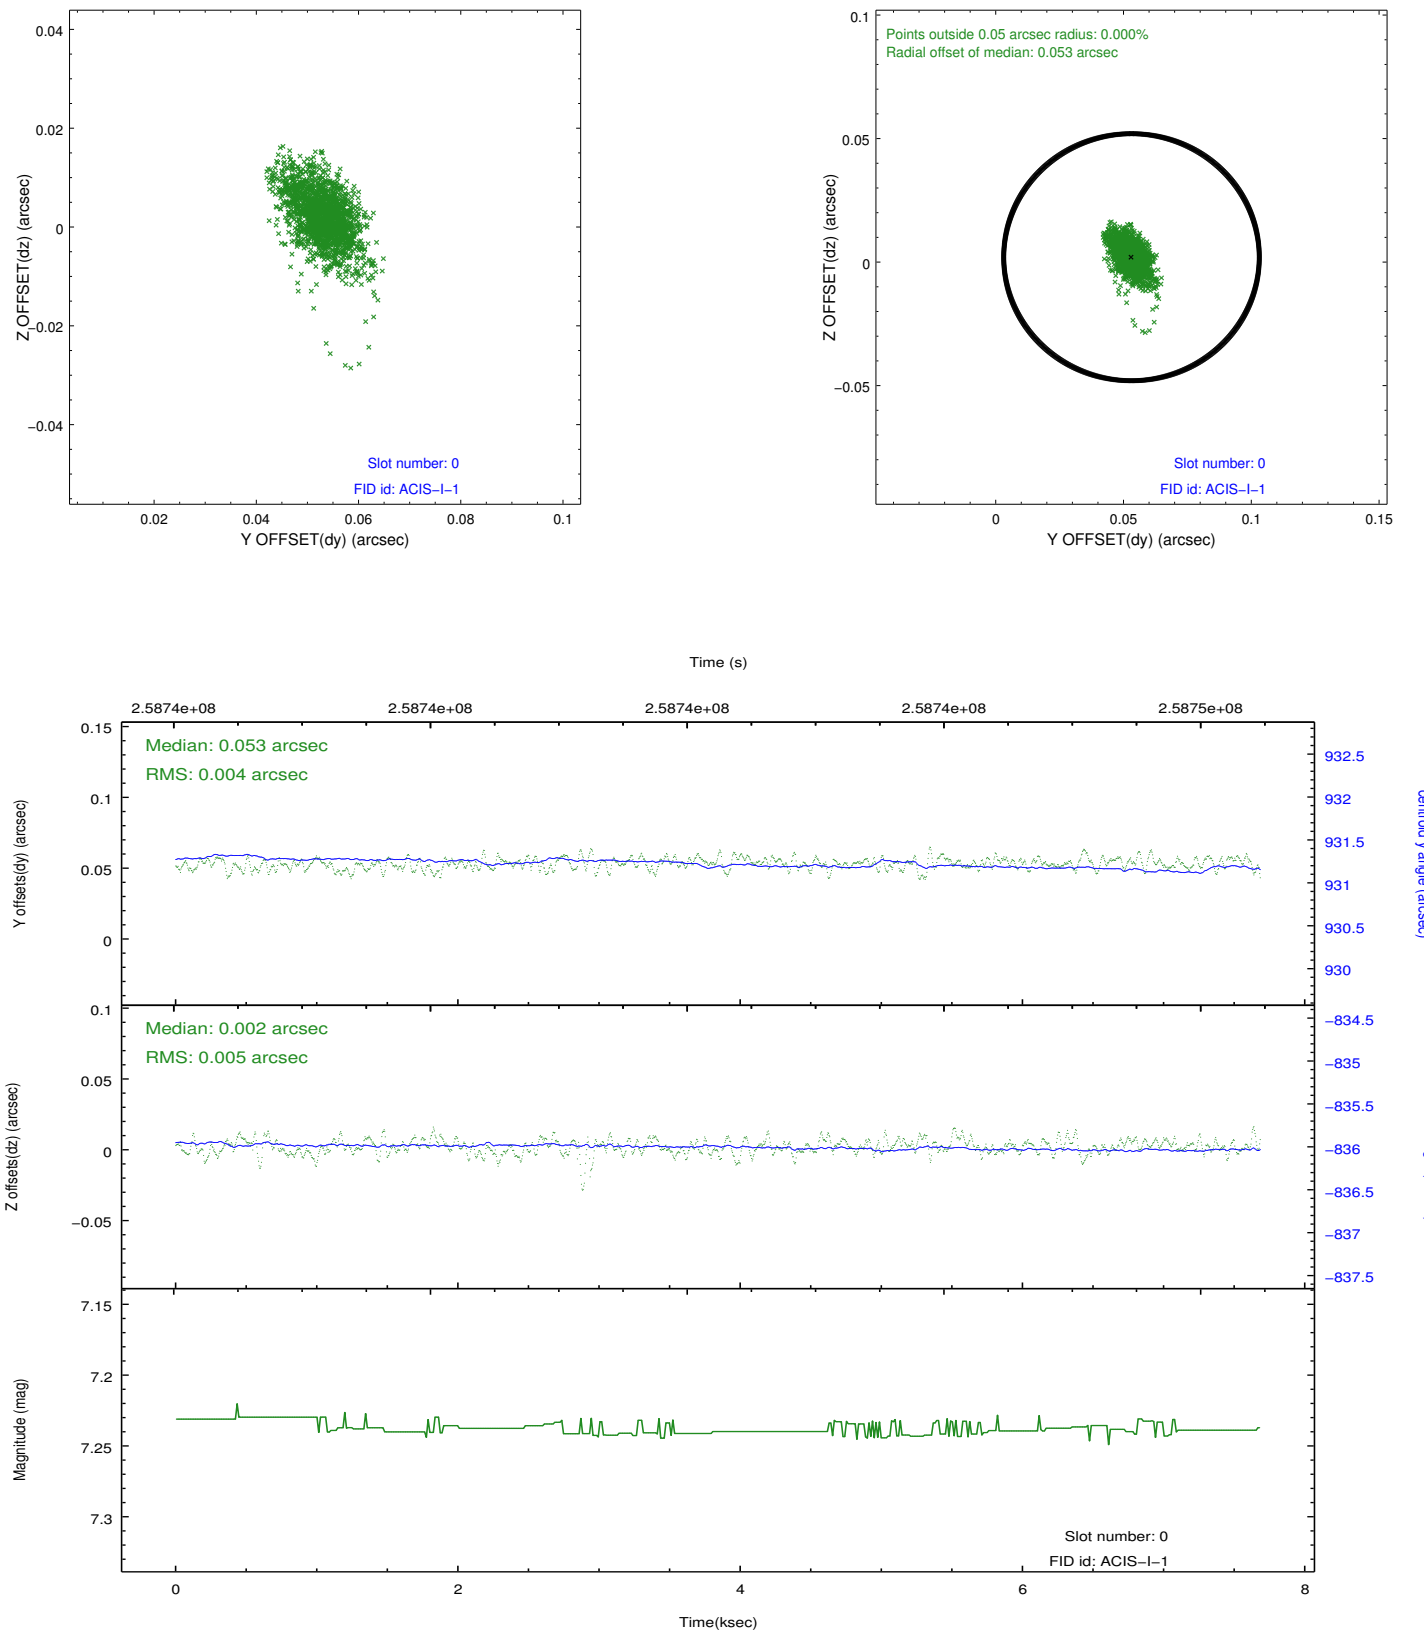 0.04
0.02
0
−0.02
−0.04
Z OFFSET(dz) (arcsec)
Slot number: 0
FID id: ACIS−I−1
0.02 0.04 0.06 0.08 0.1
Y OFFSET(dy) (arcsec)
Points outside 0.05 arcsec radius: 0.000%
Radial offset of median: 0.053 arcsec
0.1
0.05
0
−0.05
Z OFFSET(dz) (arcsec)
Slot number: 0
FID id: ACIS−I−1
0 0.05 0.1 0.15
Y OFFSET(dy) (arcsec)
Time (s)
2.5874e+08 2.5874e+08 2.5874e+08 2.5874e+08 2.5875e+08
Median: 0.053 arcsec
RMS: 0.004 arcsec
0.15
0.1
0.05
0
Y offsets(dy) (arcsec)
932.5
932
931.5
931
930.5
930
centroid y angle (arcsec)
Median: 0.002 arcsec
RMS: 0.005 arcsec
0.1
0.05
0
−0.05
Z offsets(dz) (arcsec)
−834.5
−835
−835.5
−836
−836.5
−837
−837.5
7.15
7.2
7.25
7.3
Magnitude (mag)
Slot number: 0
FID id: ACIS−I−1
0 2 4 6 8
Time(ksec)